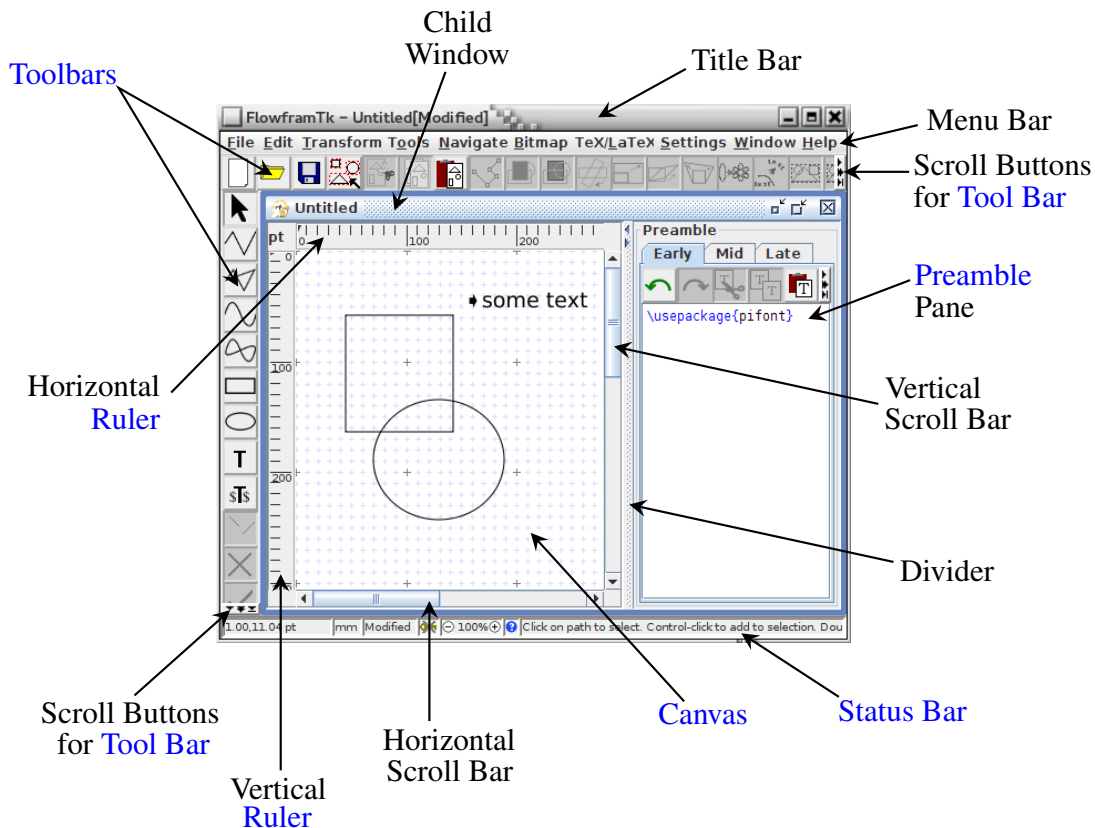 Child
Window
Title Bar
Toolbars
FlowframTk – Untitled[Modified]
Menu Bar
File Edit Transform Tools Navigate Bitmap TeX/LaTeX Settings Window Help
Scroll Buttons
for Tool Bar
Untitled
pt
0 100 200
Preamble
Early Mid Late
0
some text
Preamble
Pane
\usepackage{pifont}
100
Horizontal
Ruler
Vertical
Scroll Bar
T
200
$T$
Divider
1.00,11.04 pt mm Modified 100% Click on path to select. Control-click to add to selection. Dou
Scroll Buttons
for Tool Bar
Canvas
Status Bar
Horizontal
Scroll Bar
Vertical
Ruler